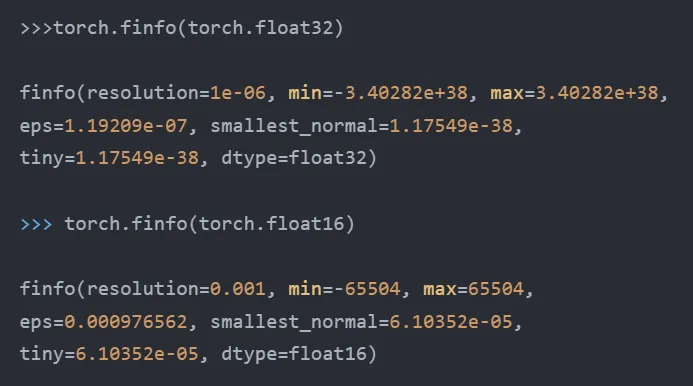 >>>torch.finfo(torch.float32)
finfo(resolution=1e-06, min=-3.40282e+38, max=3.40282e+38,
eps=1.19209e-07, smallest_normal=1.17549e-38,
tiny=1.17549e-38, dtype=float32)
>>> torch.finfo(torch.float16)
finfo(resolution=0.001, min=-65504, max=65504,
eps=0.000976562, smallest_normal=6.10352e-05,
tiny=6.10352e-05, dtype=float16)